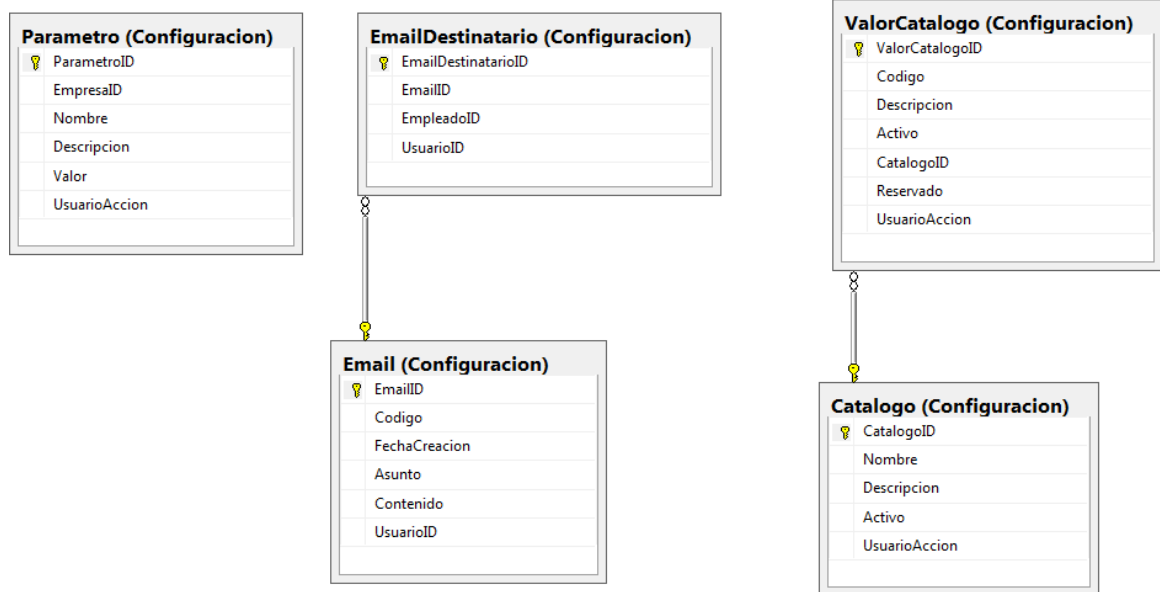 Parametro (Configuracion)
ParametroID
EmpresaID
Nombre
Descripcion
Valor
UsuarioAccion
EmailDestinatario (Configuracion)
EmailDestinatarioID
EmailID
EmpleadoID
UsuarioID
ValorCatalogo (Configuracion)
ValorCatalogoID
Codigo
Descripcion
Activo
CatalogoID
Reservado
UsuarioAccion
Email (Configuracion)
EmailID
Codigo
FechaCreacion
Asunto
Contenido
UsuarioID
Catalogo (Configuracion)
CatalogoID
Nombre
Descripcion
Activo
UsuarioAccion